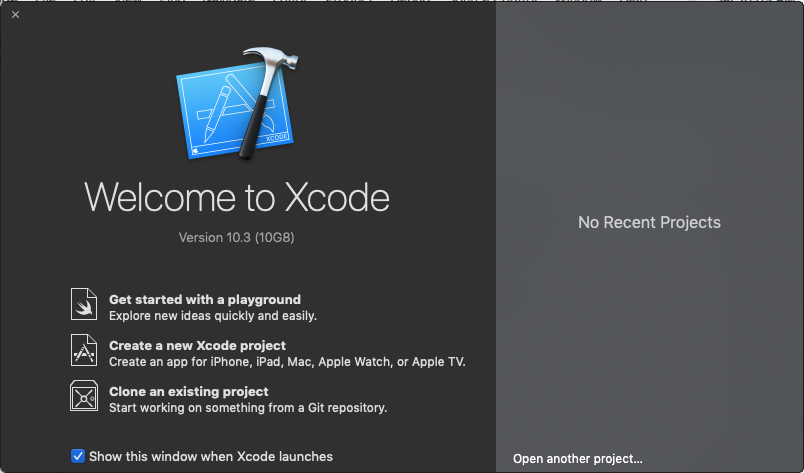 XCODE
Welcome to Xcode
Version 10.3 (10G8)
No Recent Projects
Get started with a playground
Explore new ideas quickly and easily.
Create a new Xcode project
Create an app for iPhone, iPad, Mac, Apple Watch, or Apple TV.
Clone an existing project
Start working on something from a Git repository.
Show this window when Xcode launches
Open another project...